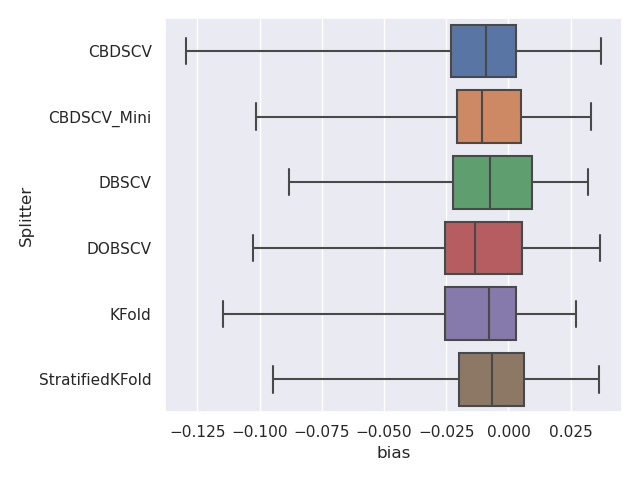 CBDSCV
CBDSCV_Mini
DBSCV
DOBSCV
KFold
StratifiedKFold
Splitter
−0.125 −0.100 −0.075 −0.050 −0.025 0.000 0.025
bias